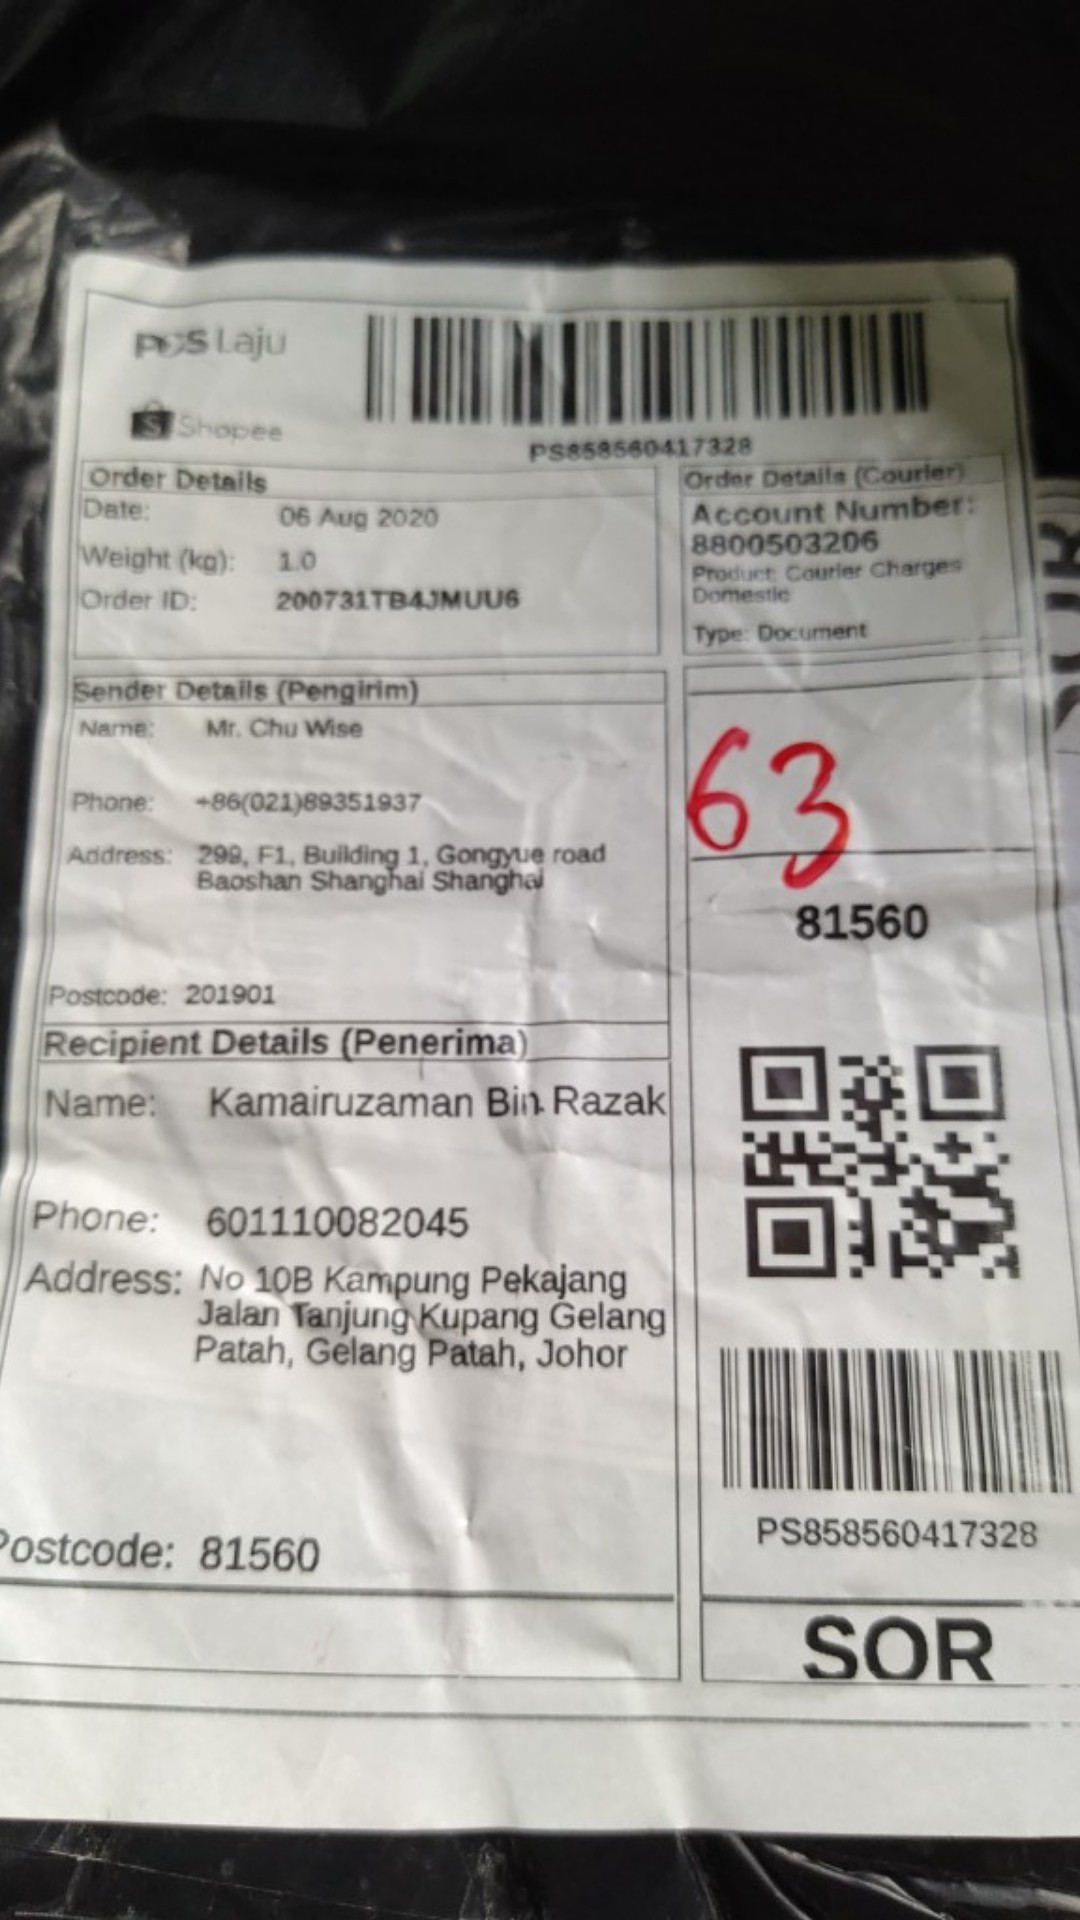 POS Laju
Shopee
PS858560417328
Order Details
Date: 06 Aug 2020
Weight (kg): 1.0
Order ID: 200731TB4JMUU6
Order Details (Courier)
Account Number:
8800503206
Product: Courier Charges
Domestic
Type: Document
Sender Details (Pengirim)
Name: Mr. Chu Wise
Phone: +86(021)89351937
Address: 299, F1, Building 1, Gongyue road
Baoshan Shanghai Shanghai
Postcode: 201901
63
81560
Recipient Details (Penerima)
Name: Kamairuzaman Bin Razak
Phone: 601110082045
Address: No 10B Kampung Pekajang
Jalan Tanjung Kupang Gelang
Patah, Gelang Patah, Johor
Postcode: 81560
PS858560417328
SOR